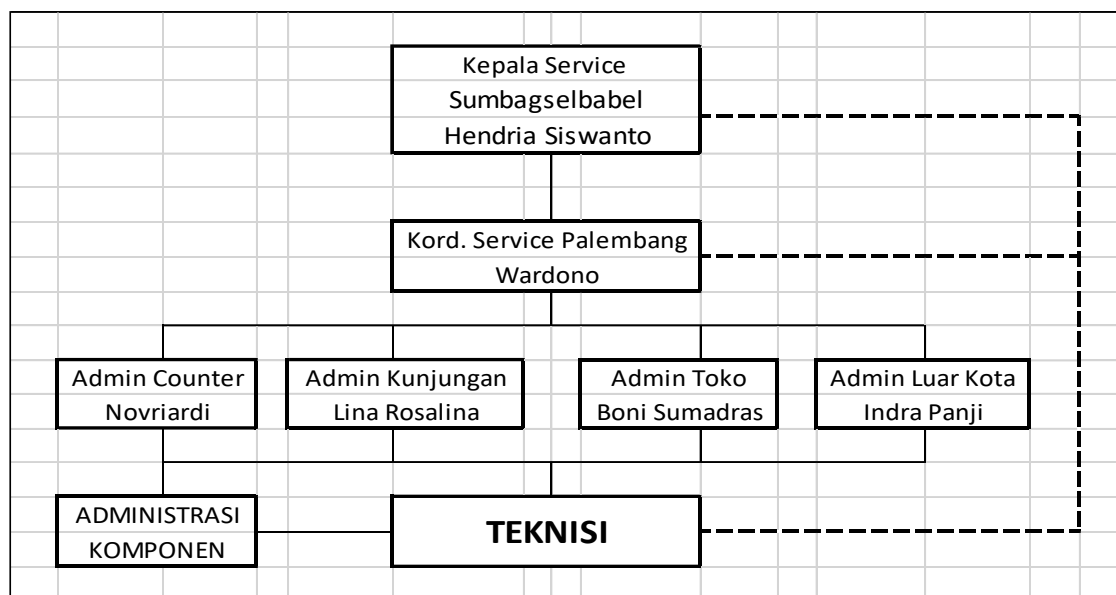 Kepala Service
Sumbagselbabel
Hendria Siswanto
Kord. Service Palembang
Wardono
Admin Counter
Novriardi
Admin Kunjungan
Lina Rosalina
Admin Toko
Boni Sumadras
Admin Luar Kota
Indra Panji
ADMINISTRASI
KOMPONEN
TEKNISI